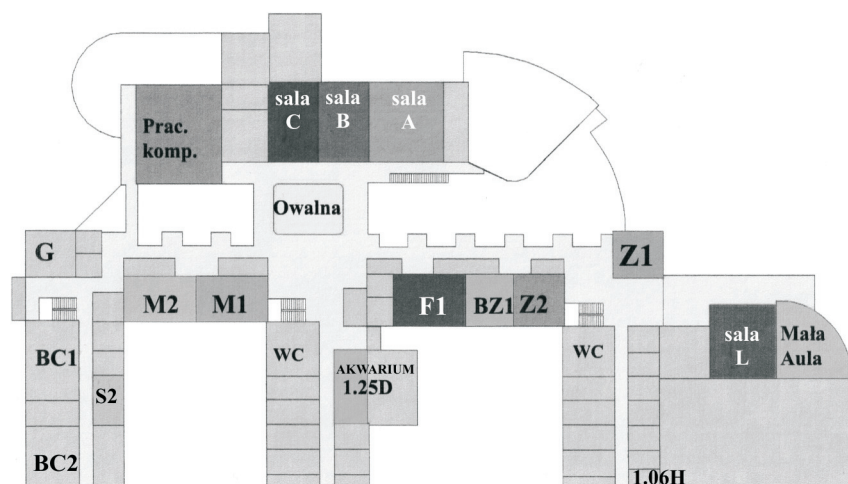 sala
C
sala
B
sala
A
Prac.
komp.
Owalna
G
Z1
M2
M1
F1
BZ1
Z2
BC1
S2
WC
AKWARIUM
1.25D
WC
sala
L
Mała
Aula
BC2
1.06H